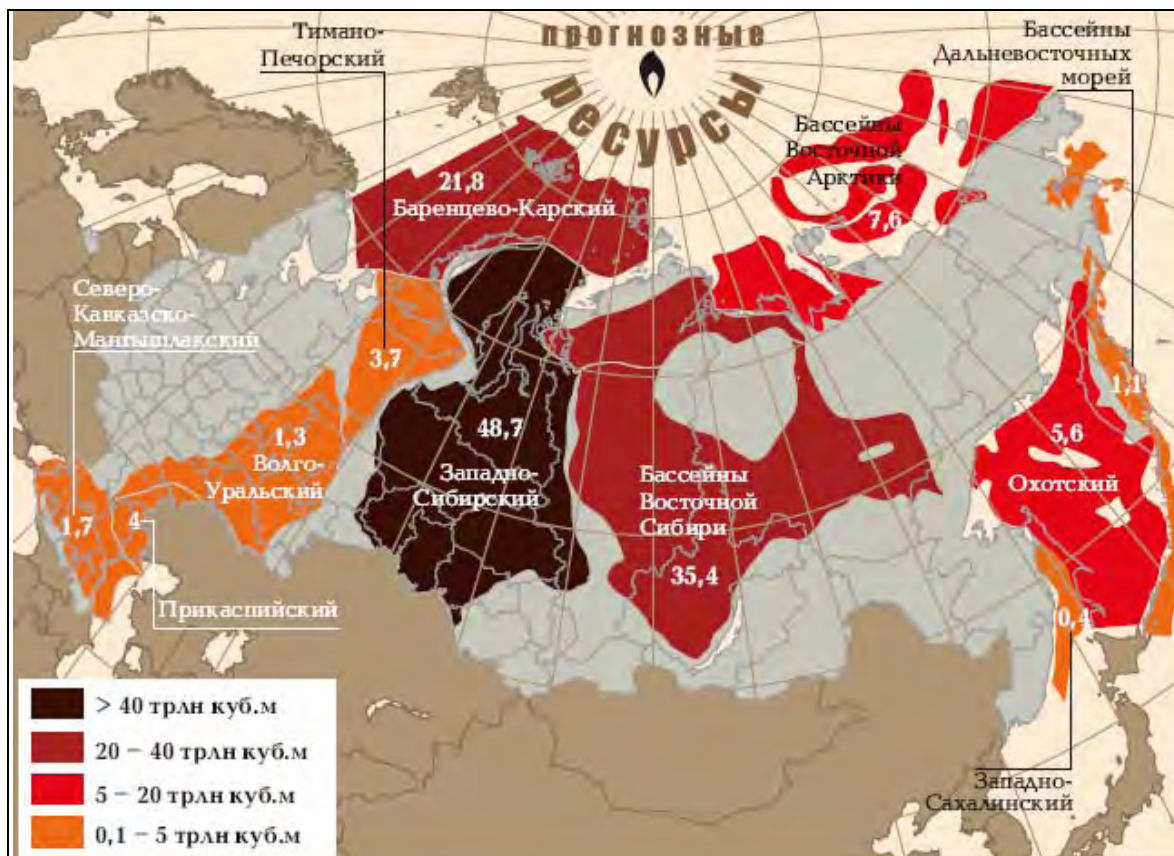 прогнозные
ресурсы
Тимано-
Печорский
Бассейны
Дальневосточных
морей
Бассейны
Восточной
Арктики
7,6
21,8
Баренцево-Карский
Северо-
Кавказско-
Мангышлакский
3,7
1,3
Волго-
Уральский
48,7
Западно-
Сибирский
Бассейны
Восточной
Сибири
35,4
1,1
5,6
Охотский
1,7
4
Прикаспийский
0,4
Западно-
Сахалинский
> 40 трлн куб.м
20 – 40 трлн куб.м
5 – 20 трлн куб.м
0,1 – 5 трлн куб.м